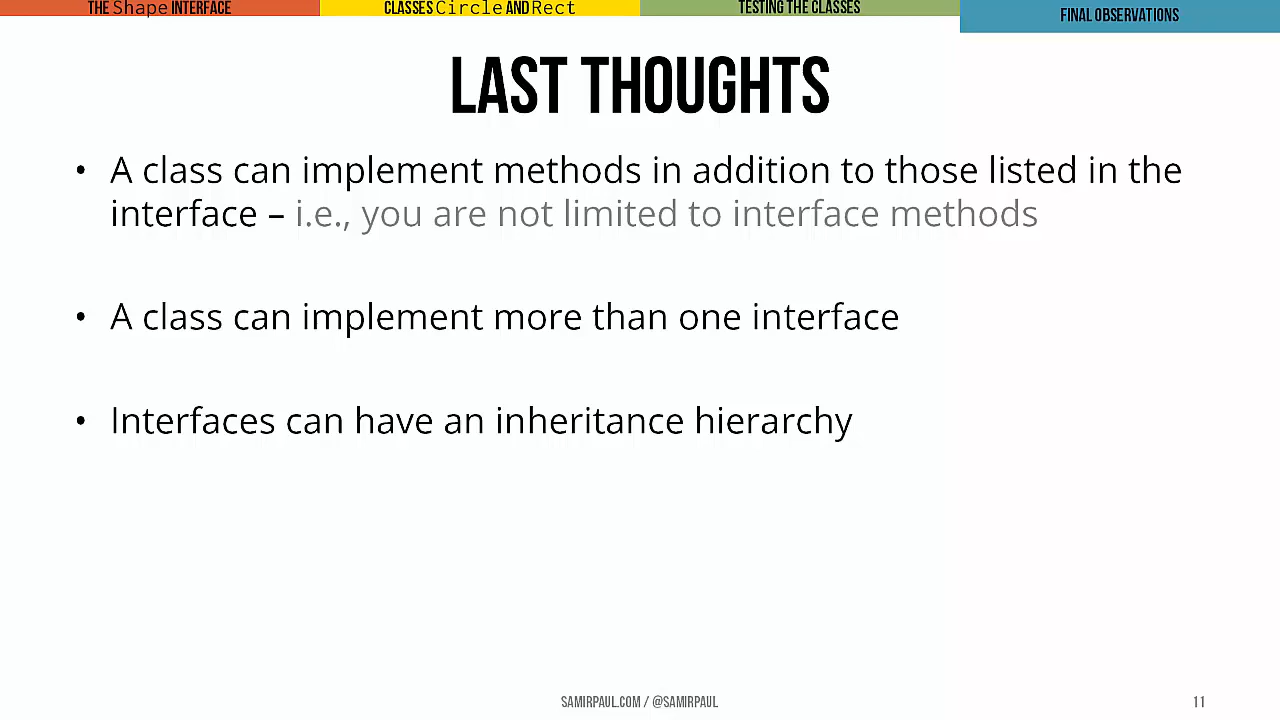 THE Shape INTERFACE
CLASSES Circle AND Rect
TESTING THE CLASSES
FINAL OBSERVATIONS
LAST THOUGHTS
• A class can implement methods in addition to those listed in the
interface – i.e., you are not limited to interface methods
• A class can implement more than one interface
• Interfaces can have an inheritance hierarchy
SAMIRPAUL.COM / @SAMIRPAUL
11